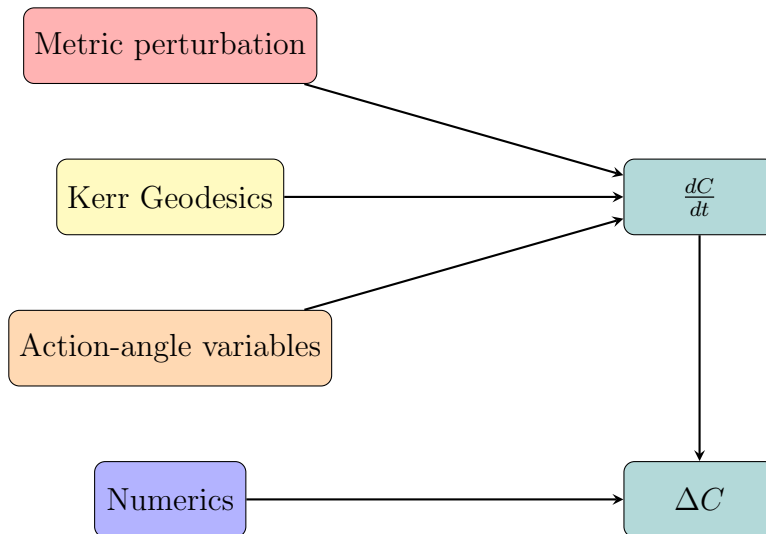 Metric perturbation
Kerr Geodesics
dC/dt
Action-angle variables
Numerics
ΔC